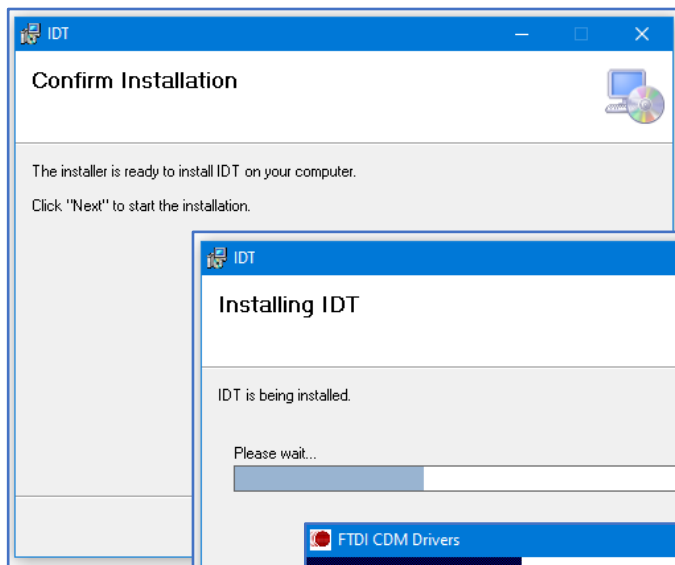 IDT
Confirm Installation
The installer is ready to install IDT on your computer.
Click "Next" to start the installation.
IDT
Installing IDT
IDT is being installed.
Please wait...
FTDI CDM Drivers